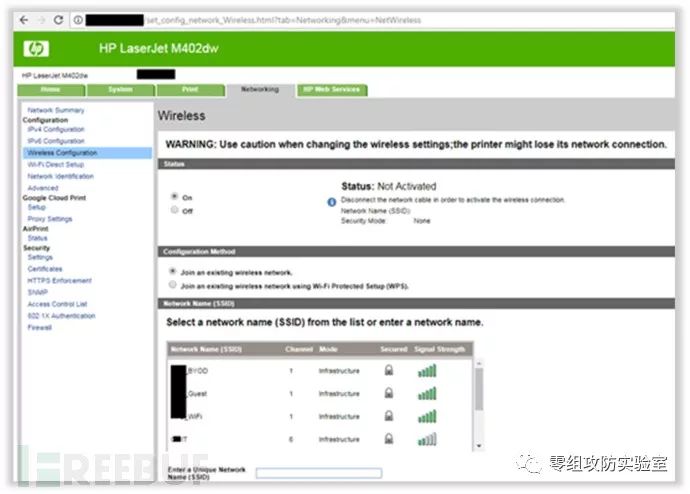 /set_config_network_Wireless.html?tab=Networking&menu=NetWireless
hp
HP LaserJet M402dw
HP LaserJet M402dw
Home System Print Networking HP Web Services
Network Summary
Configuration
IPv4 Configuration
IPv6 Configuration
Wireless Configuration
Wi-Fi Direct Setup
Network Identification
Advanced
Google Cloud Print
Setup
Proxy Settings
AirPrint
Status
Security
Settings
Certificates
HTTPS Enforcement
SNMP
Access Control List
802.1X Authentication
Firewall
Wireless
WARNING: Use caution when changing the wireless settings;the printer might lose its network connection.
Status
On
Off
Status: Not Activated
Disconnect the network cable in order to activate the wireless connection.
Network Name (SSID)
Security Mode: None
Configuration Method
Join an existing wireless network.
Join an existing wireless network using Wi-Fi Protected Setup (WPS).
Network Name (SSID)
Select a network name (SSID) from the list or enter a network name.
Network Name (SSID) Channel Mode Secured Signal Strength
_BYOD 1 Infrastructure
_Guest 1 Infrastructure
_WiFi 1 Infrastructure
6 Infrastructure
Enter a Unique Network
Name (SSID)
FREEBUF
零组攻防实验室